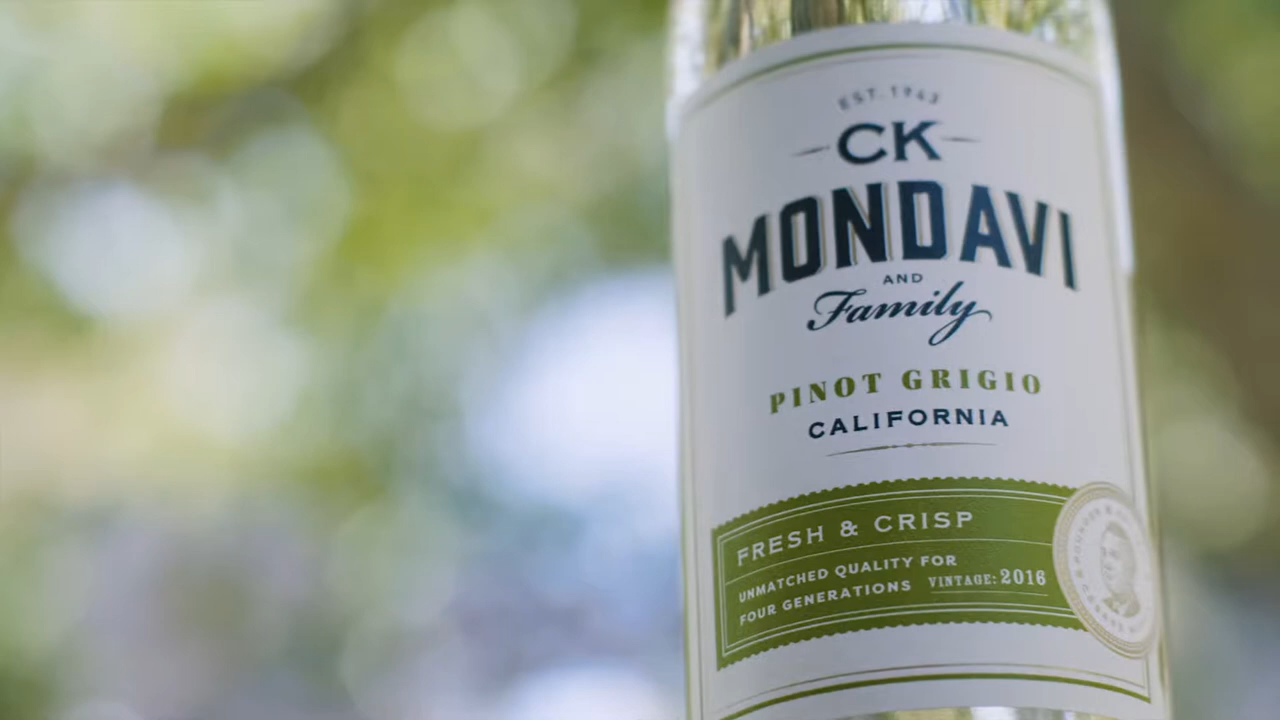 EST. 1943
CK
MONDAVI
AND
Family
PINOT GRIGIO
CALIFORNIA
FRESH & CRISP
UNMATCHED QUALITY FOR
FOUR GENERATIONS
VINTAGE: 2016